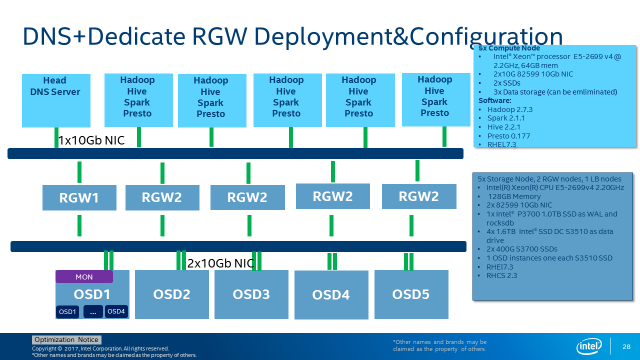 DNS+Dedicate RGW Deployment&Configuration
Head
DNS Server
Hadoop
Hive
Spark
Presto
Hadoop
Hive
Spark
Presto
Hadoop
Hive
Spark
Presto
Hadoop
Hive
Spark
Presto
Hadoop
Hive
Spark
Presto
1x10Gb NIC
RGW1
RGW2
RGW2
RGW2
RGW2
2x10Gb NIC
MON
OSD1
OSD1
...
OSD4
OSD2
OSD3
OSD4
OSD5
5x Compute Node
• Intel® Xeon™ processor E5-2699 v4 @
2.2GHz, 64GB mem
• 2x10G 82599 10Gb NIC
• 2x SSDs
• 3x Data storage (can be emliminated)
Software:
• Hadoop 2.7.3
• Spark 2.1.1
• Hive 2.2.1
• Presto 0.177
• RHEL7.3
5x Storage Node, 2 RGW nodes, 1 LB nodes
• Intel(R) Xeon(R) CPU E5-2699v4 2.20GHz
• 128GB Memory
• 2x 82599 10Gb NIC
• 1x Intel® P3700 1.0TB SSD as WAL and
rocksdb
• 4x 1.6TB Intel® SSD DC S3510 as data
drive
• 2x 400G S3700 SSDs
• 1 OSD instances one each S3510 SSD
• RHEl7.3
• RHCS 2.3
Optimization Notice
Copyright © 2017, Intel Corporation. All rights reserved.
*Other names and brands may be claimed as the property of others.
*Other names and brands may be
claimed as the property of others.
intel
28